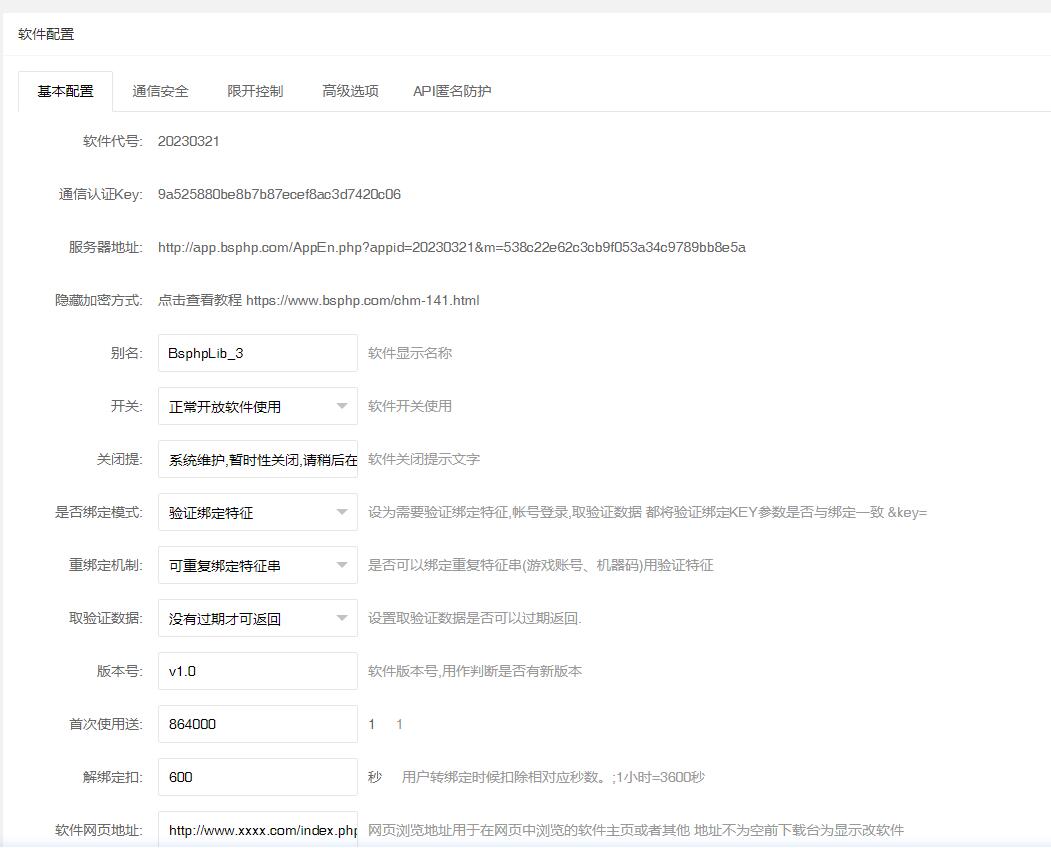 软件配置
基本配置 通信安全 限开控制 高级选项 API匿名防护
软件代号: 20230321
通信认证Key: 9a525880be8b7b87ecef8ac3d7420c06
服务器地址: http://app.bsphp.com/AppEn.php?appid=20230321&m=538c22e62c3cb9f053a34c9789bb8e5a
隐藏加密方式: 点击查看教程 https://www.bsphp.com/chm-141.html
别名: BsphpLib_3 软件显示名称
开关: 正常开放软件使用 软件开关使用
关闭提: 系统维护,暂时性关闭,请稍后在 软件关闭提示文字
是否绑定模式: 验证绑定特征 设为需要验证绑定特征,帐号登录,取验证数据 都将验证绑定KEY参数是否与绑定一致 &key=
重绑定机制: 可重复绑定特征串 是否可以绑定重复特征串(游戏账号、机器码)用验证特征
取验证数据: 没有过期才可返回 设置取验证数据是否可以过期返回.
版本号: v1.0 软件版本号,用作判断是否有新版本
首次使用送: 864000 1 1
解绑定扣: 600 秒 用户转绑定时候扣除相对应秒数。;1小时=3600秒
软件网页地址: http://www.xxxx.com/index.php 网页浏览地址用于在网页中浏览的软件主页或者其他 地址不为空前下载台为显示改软件